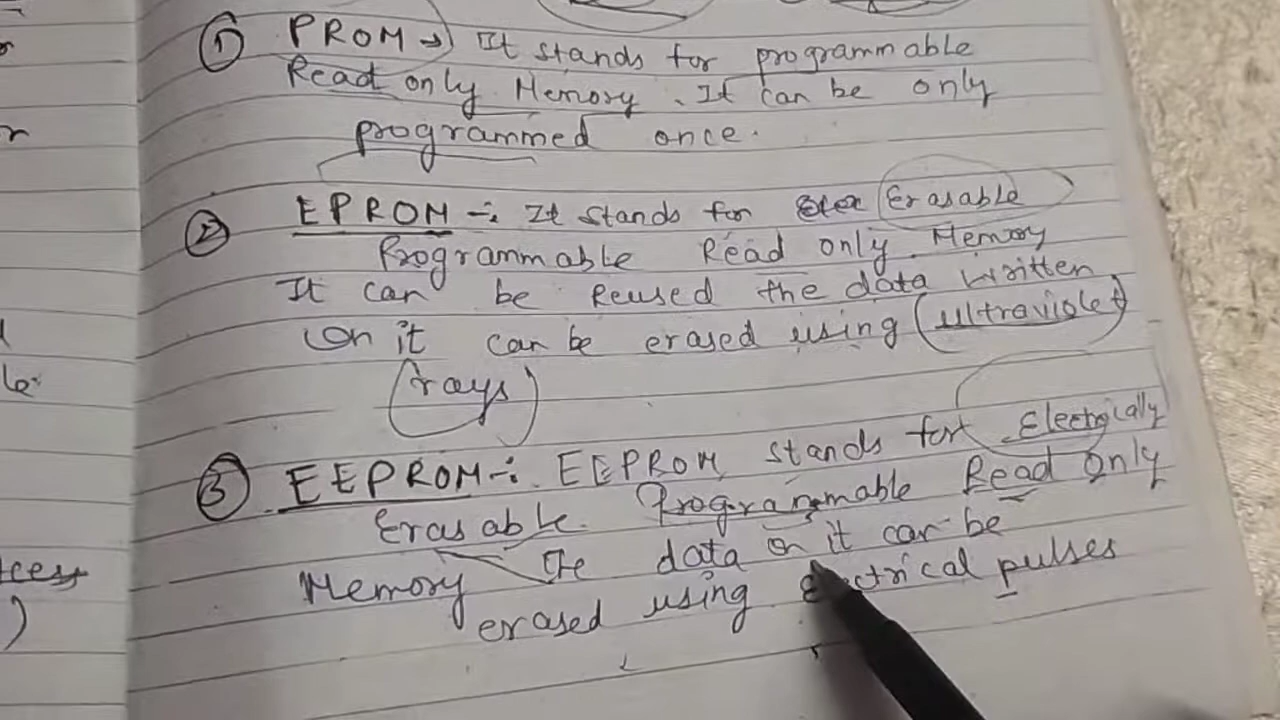 ① PROM → It stands for programmable
Read only Memory. It can be only
programmed once.
② EPROM -: It stands for Erasable
Programmable Read only Memory
It can be Reused the data written
on it can be erased using (ultraviolet)
(rays)
③ EEPROM -: EEPROM stands for Electrically
Erasable Programmable Read Only
Memory The data on it can be
erased using Electrical pulses